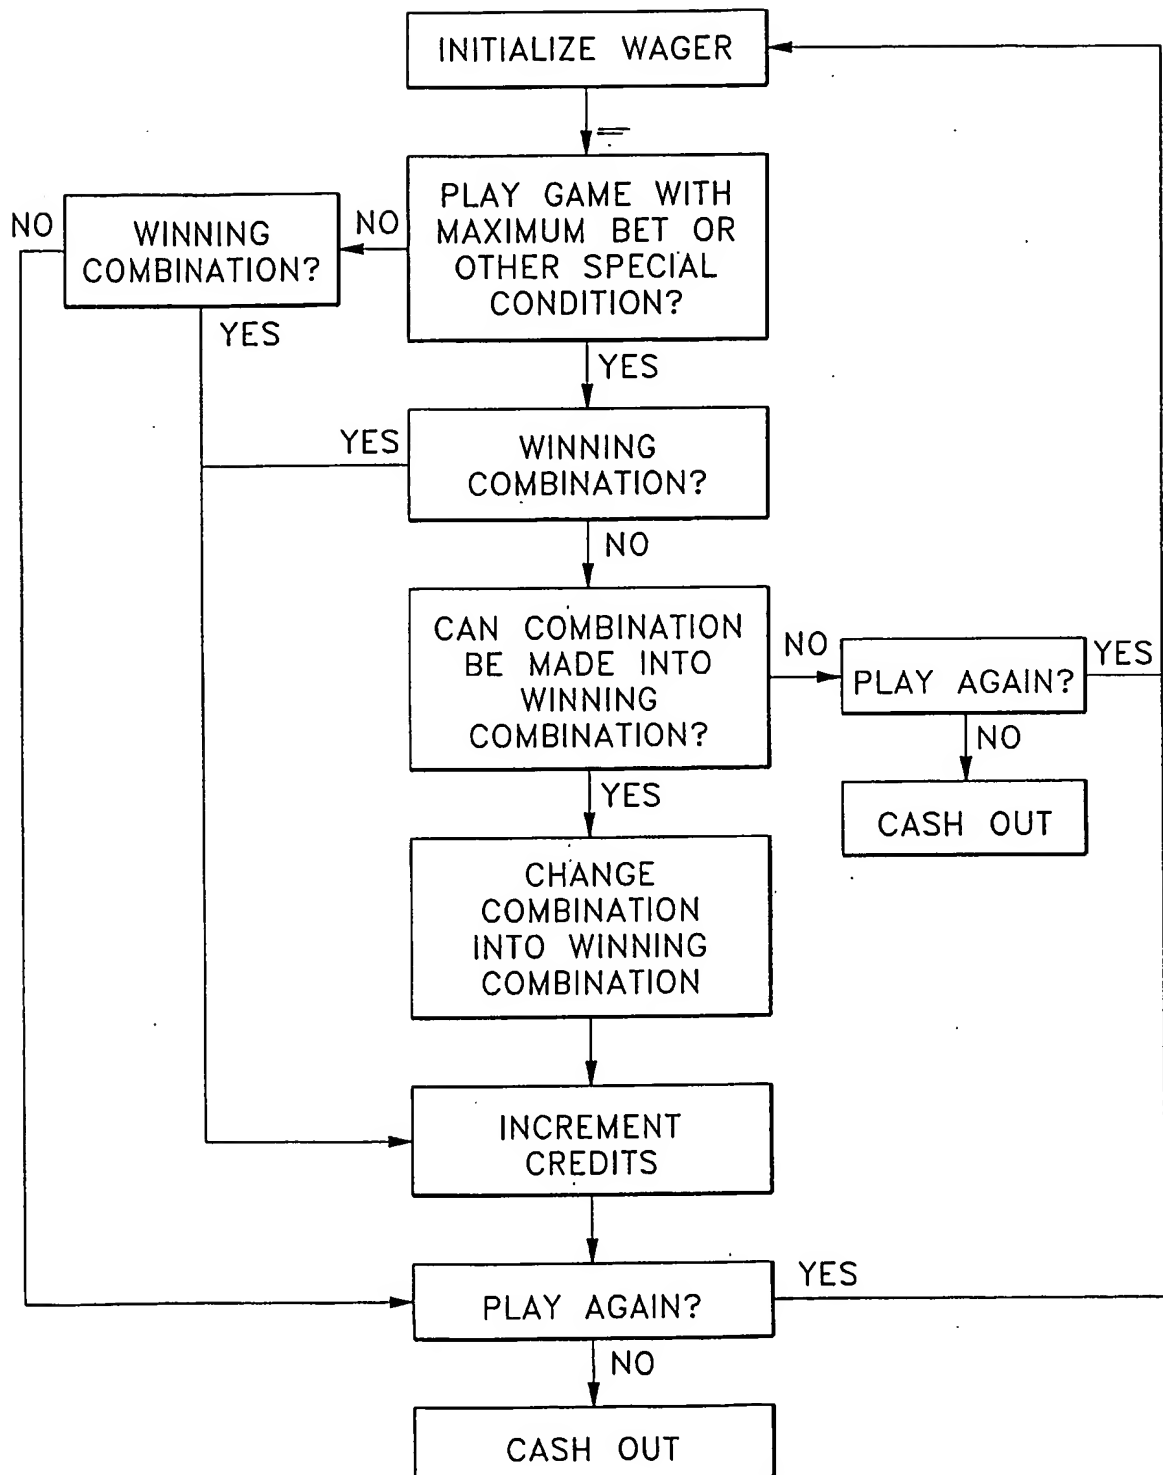 INITIALIZE WAGER
PLAY GAME WITH
MAXIMUM BET OR
OTHER SPECIAL
CONDITION?
NO
WINNING
COMBINATION?
NO
YES
YES
WINNING
COMBINATION?
YES
NO
CAN COMBINATION
BE MADE INTO
WINNING
COMBINATION?
NO
PLAY AGAIN?
YES
NO
CASH OUT
YES
CHANGE
COMBINATION
INTO WINNING
COMBINATION
INCREMENT
CREDITS
PLAY AGAIN?
YES
NO
CASH OUT